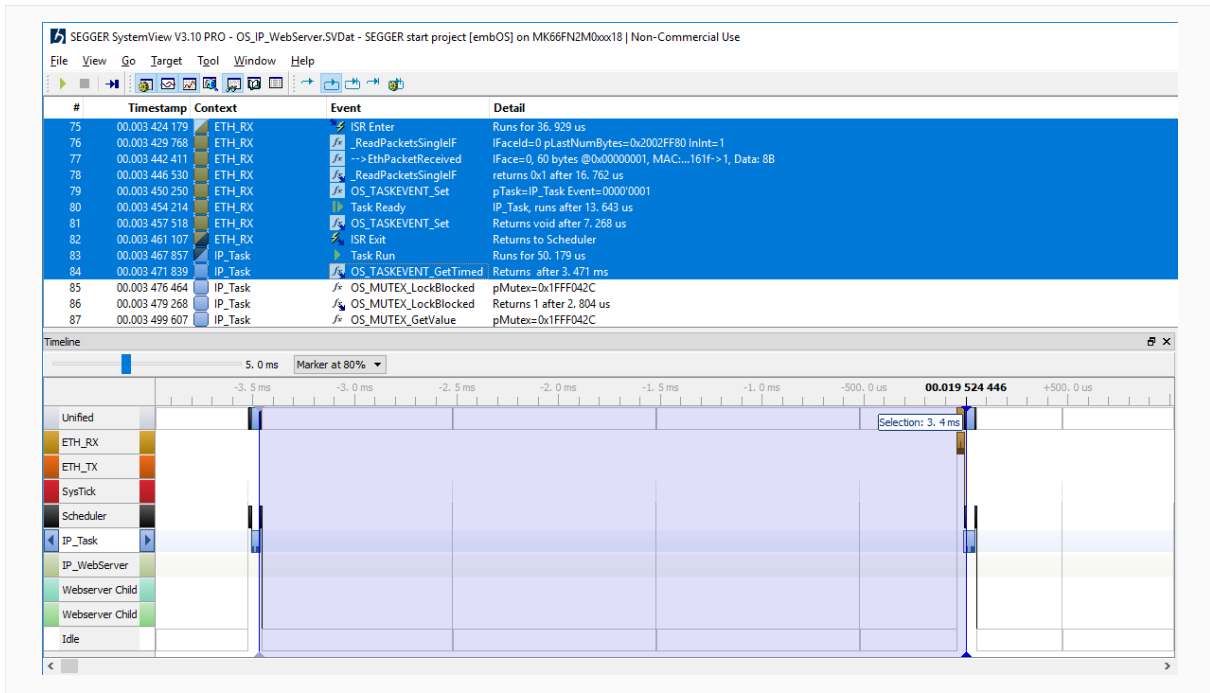 SEGGER SystemView V3.10 PRO - OS_IP_WebServer.SVDat - SEGGER start project [embOS] on MK66FN2M0xxx18 | Non-Commercial Use
File View Go Target Tool Window Help
# Timestamp Context Event Detail
75 00.003 424 179 ETH_RX ISR Enter Runs for 36. 929 us
76 00.003 429 768 ETH_RX fx _ReadPacketsSingleIF IFaceId=0 pLastNumBytes=0x2002FF80 InInt=1
77 00.003 442 411 ETH_RX fx -->EthPacketReceived IFace=0, 60 bytes @0x00000001, MAC:...161f->1, Data: 8B
78 00.003 446 530 ETH_RX fx _ReadPacketsSingleIF returns 0x1 after 16. 762 us
79 00.003 450 250 ETH_RX fx OS_TASKEVENT_Set pTask=IP_Task Event=0000'0001
80 00.003 454 214 ETH_RX Task Ready IP_Task, runs after 13. 643 us
81 00.003 457 518 ETH_RX fx OS_TASKEVENT_Set Returns void after 7. 268 us
82 00.003 461 107 ETH_RX ISR Exit Returns to Scheduler
83 00.003 467 857 IP_Task Task Run Runs for 50. 179 us
84 00.003 471 839 IP_Task fx OS_TASKEVENT_GetTimed Returns after 3. 471 ms
85 00.003 476 464 IP_Task fx OS_MUTEX_LockBlocked pMutex=0x1FFF042C
86 00.003 479 268 IP_Task fx OS_MUTEX_LockBlocked Returns 1 after 2. 804 us
87 00.003 499 607 IP_Task fx OS_MUTEX_GetValue pMutex=0x1FFF042C
Timeline
5. 0 ms Marker at 80%
-3. 5 ms -3. 0 ms -2. 5 ms -2. 0 ms -1. 5 ms -1. 0 ms -500. 0 us 00.019 524 446 +500. 0 us
Unified
Selection: 3. 4 ms
ETH_RX
ETH_TX
SysTick
Scheduler
IP_Task
IP_WebServer
Webserver Child
Webserver Child
Idle